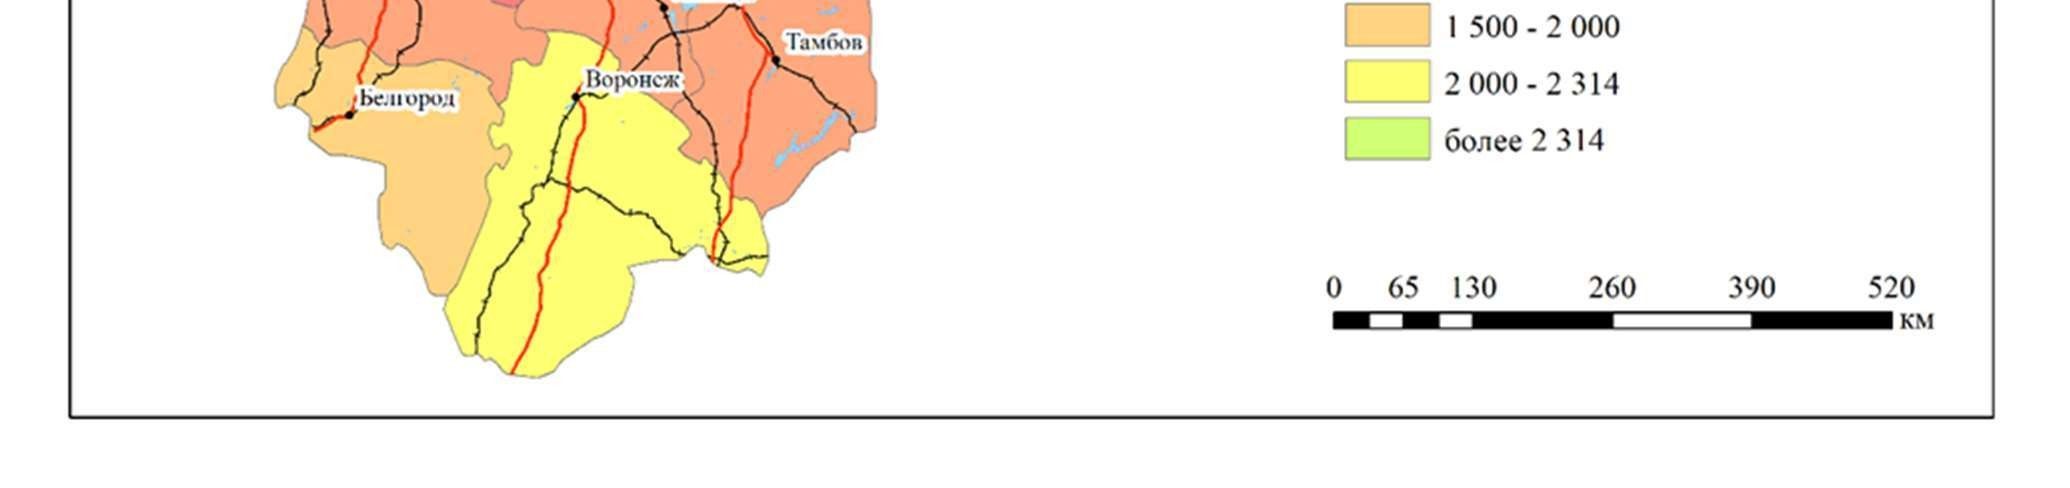 1 500 - 2 000
Тамбов
Воронеж
2 000 - 2 314
Белгород
более 2 314
0 65 130 260 390 520
км